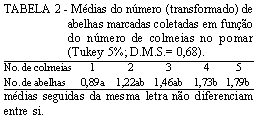 TABELA 2 - Médias do número (transformado) de
abelhas marcadas coletadas em função
do número de colmeias no pomar
(Tukey 5%; D.M.S.= 0,68).
No. de colmeias 1 2 3 4 5
No. de abelhas 0,89a 1,22ab 1,46ab 1,73b 1,79b
médias seguidas da mesma letra não diferenciam
entre si.